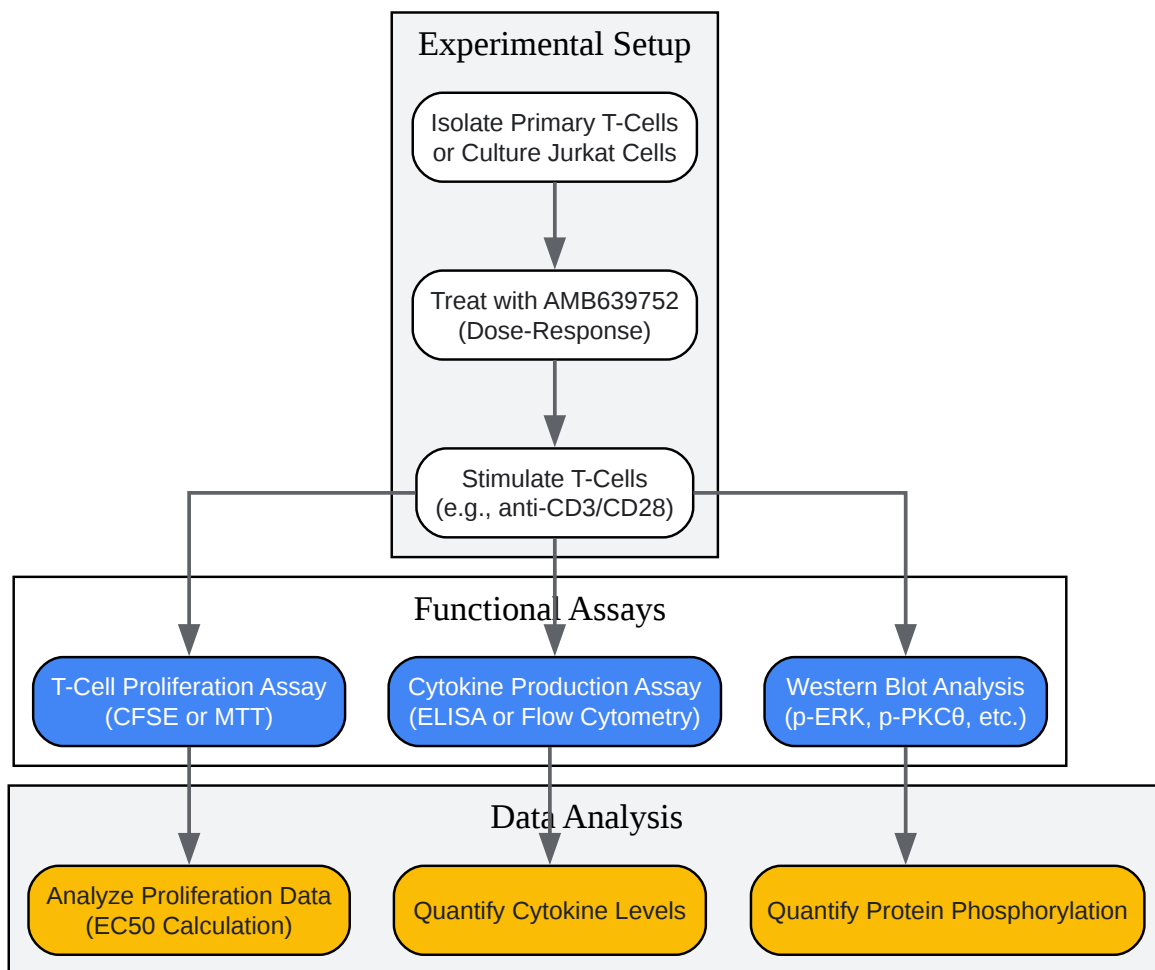 Experimental Setup
Isolate Primary T-Cells
or Culture Jurkat Cells
Treat with AMB639752
(Dose-Response)
Stimulate T-Cells
(e.g., anti-CD3/CD28)
Functional Assays
T-Cell Proliferation Assay
(CFSE or MTT)
Cytokine Production Assay
(ELISA or Flow Cytometry)
Western Blot Analysis
(p-ERK, p-PKCθ, etc.)
Data Analysis
Analyze Proliferation Data
(EC50 Calculation)
Quantify Cytokine Levels
Quantify Protein Phosphorylation